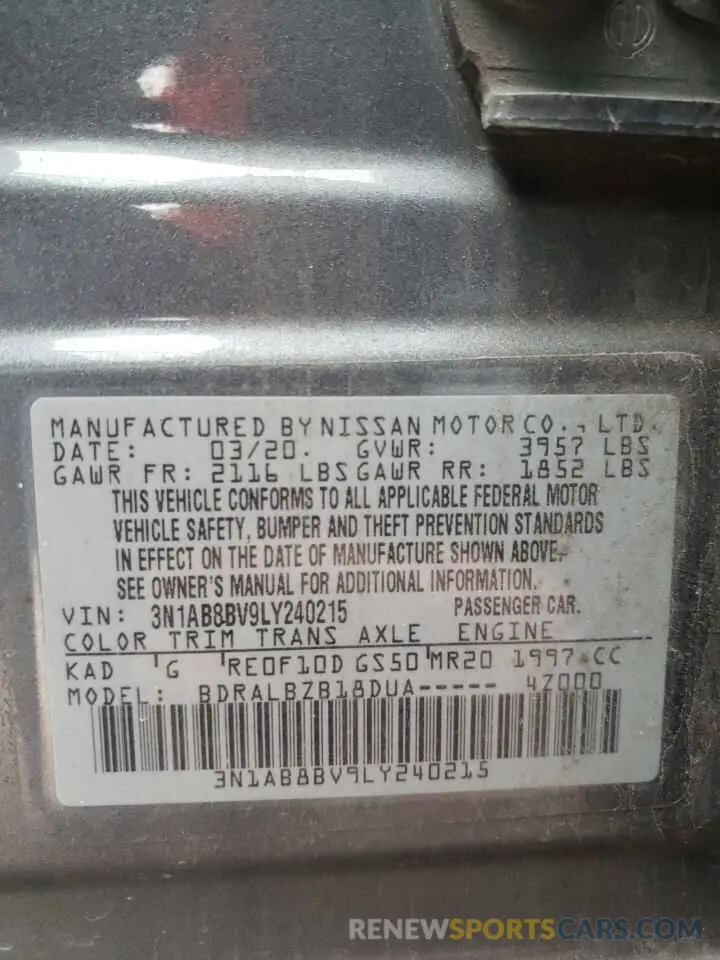 MANUFACTURED BY NISSAN MOTOR CO., LTD.
DATE: 03/20. GVWR: 3957 LBS
GAWR FR: 2116 LBS GAWR RR: 1852 LBS
THIS VEHICLE CONFORMS TO ALL APPLICABLE FEDERAL MOTOR
VEHICLE SAFETY, BUMPER AND THEFT PREVENTION STANDARDS
IN EFFECT ON THE DATE OF MANUFACTURE SHOWN ABOVE.
SEE OWNER'S MANUAL FOR ADDITIONAL INFORMATION.
VIN: 3N1AB8BV9LY240215 PASSENGER CAR.
COLOR TRIM TRANS AXLE ENGINE
KAD G RE0F10D GS50 MR20 1997 CC
MODEL: BDRALBZB18DUA----- 4Z000
3N1AB8BV9LY240215
RENEWSPORTSCARS.COM